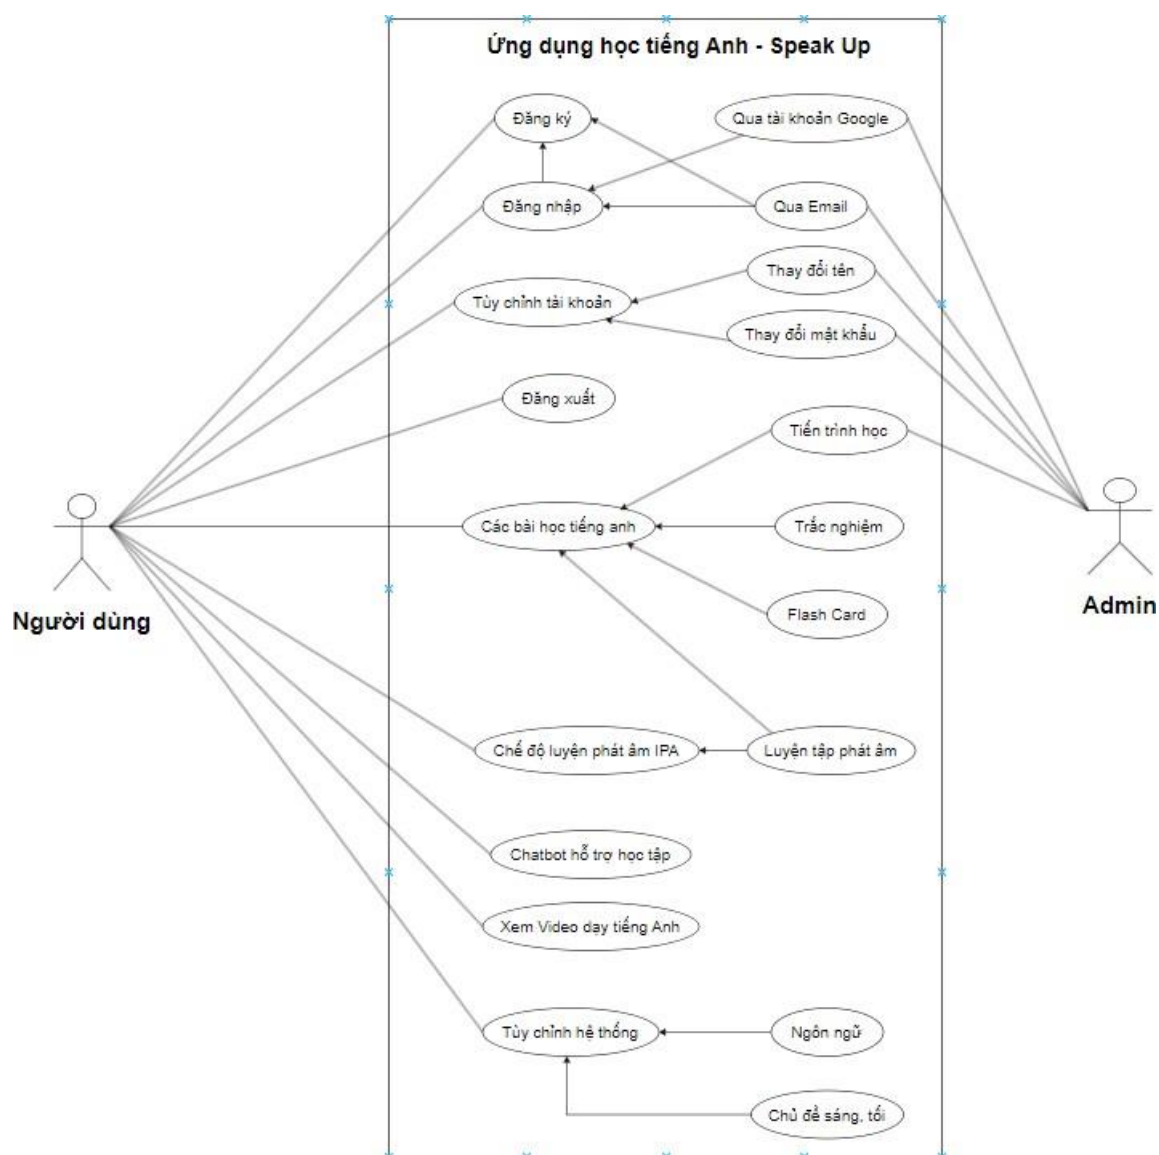 Ứng dụng học tiếng Anh - Speak Up
Đăng ký
Qua tài khoản Google
Đăng nhập
Qua Email
Thay đổi tên
Tùy chỉnh tài khoản
Thay đổi mật khẩu
Đăng xuất
Tiến trình học
Các bài học tiếng anh
Trắc nghiệm
Flash Card
Người dùng
Admin
Chế độ luyện phát âm IPA
Luyện tập phát âm
Chatbot hỗ trợ học tập
Xem Video dạy tiếng Anh
Tùy chỉnh hệ thống
Ngôn ngữ
Chủ đề sáng, tối